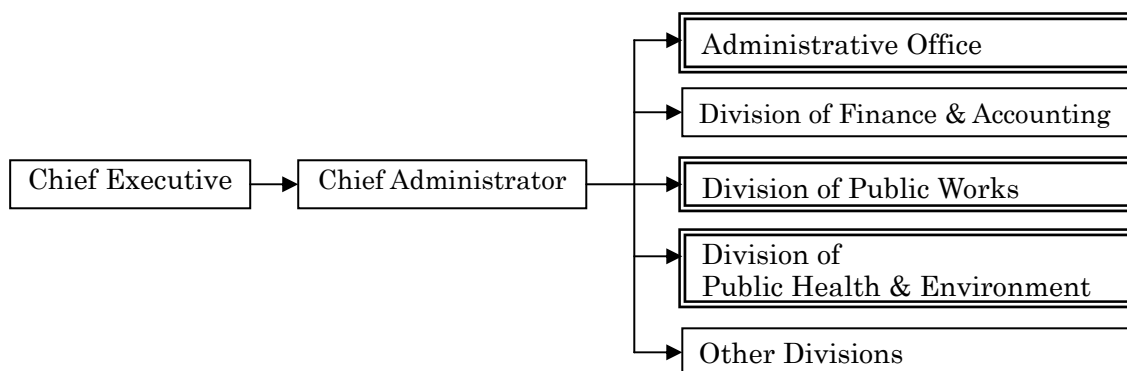 Administrative Office
Division of Finance & Accounting
Chief Executive
Chief Administrator
Division of Public Works
Division of
Public Health & Environment
Other Divisions